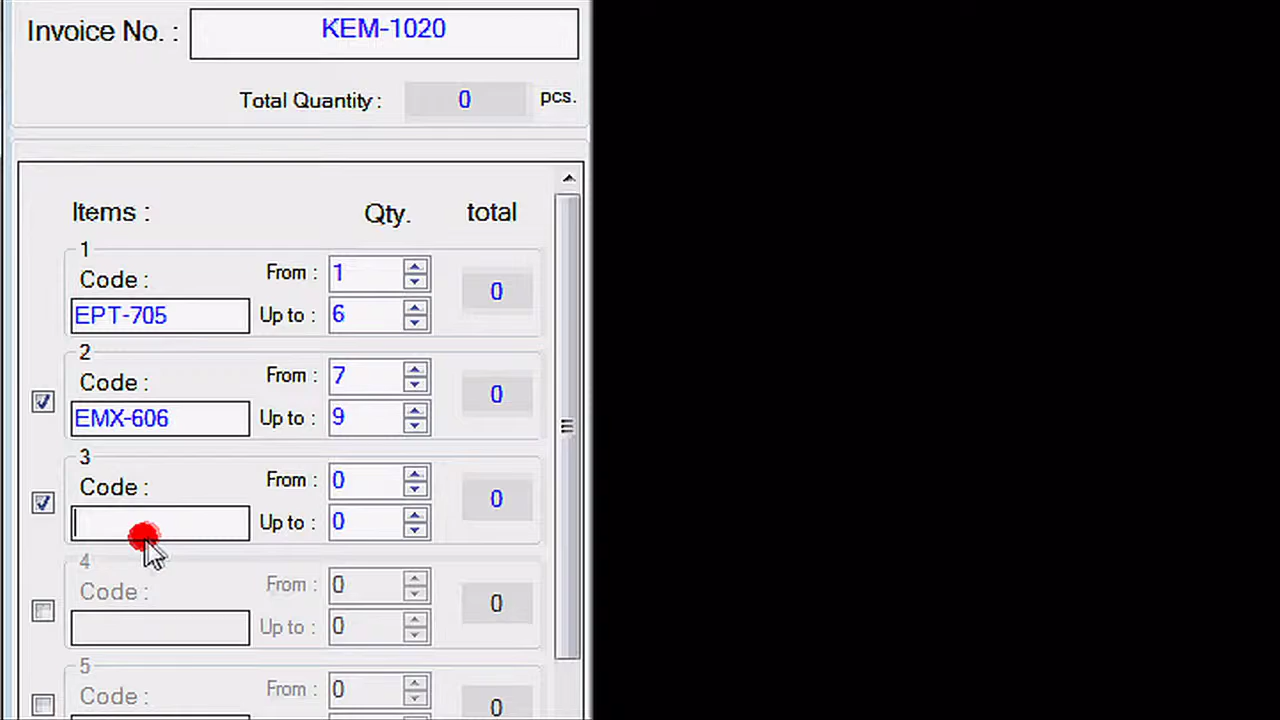 Invoice No. : KEM-1020
Total Quantity : 0 pcs.
Items : Qty. total
1
Code : From : 1 0
EPT-705 Up to : 6
2
Code : From : 7 0
EMX-606 Up to : 9
3
Code : From : 0 0
Up to : 0
4
Code : From : 0 0
Up to : 0
5
Code : From : 0 0